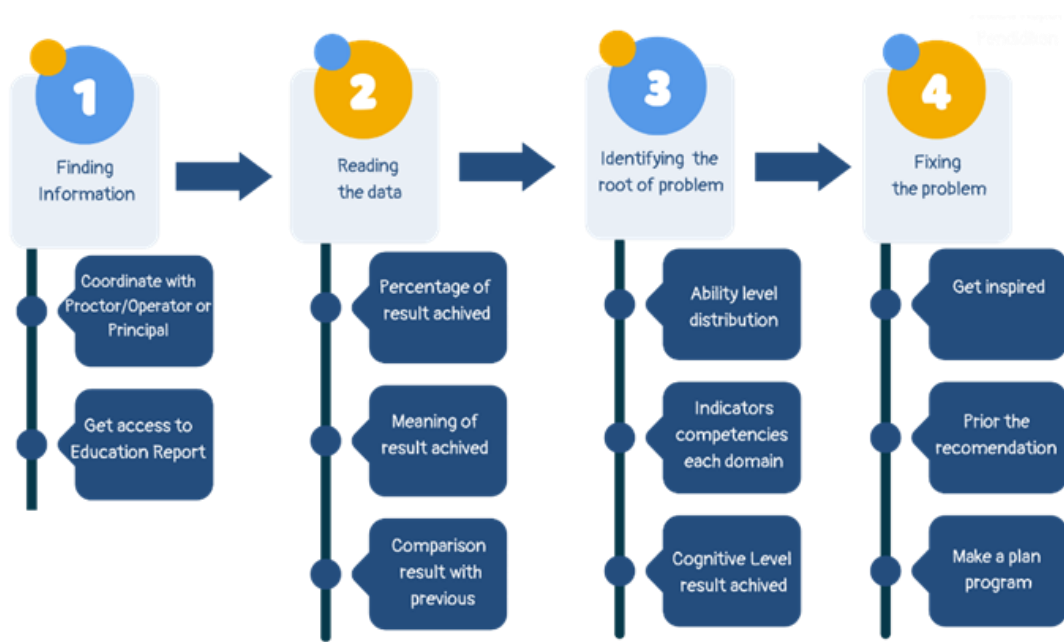 1
Finding
Information
Coordinate with
Proctor/Operator or
Principal
Get access to
Education Report
2
Reading
the data
Percentage of
result achived
Meaning of
result achived
Comparison
result with
previous
3
Identifying the
root of problem
Ability level
distribution
Indicators
competencies
each domain
Cognitive Level
result achived
4
Fixing
the problem
Get inspired
Prior the
recomendation
Make a plan
program